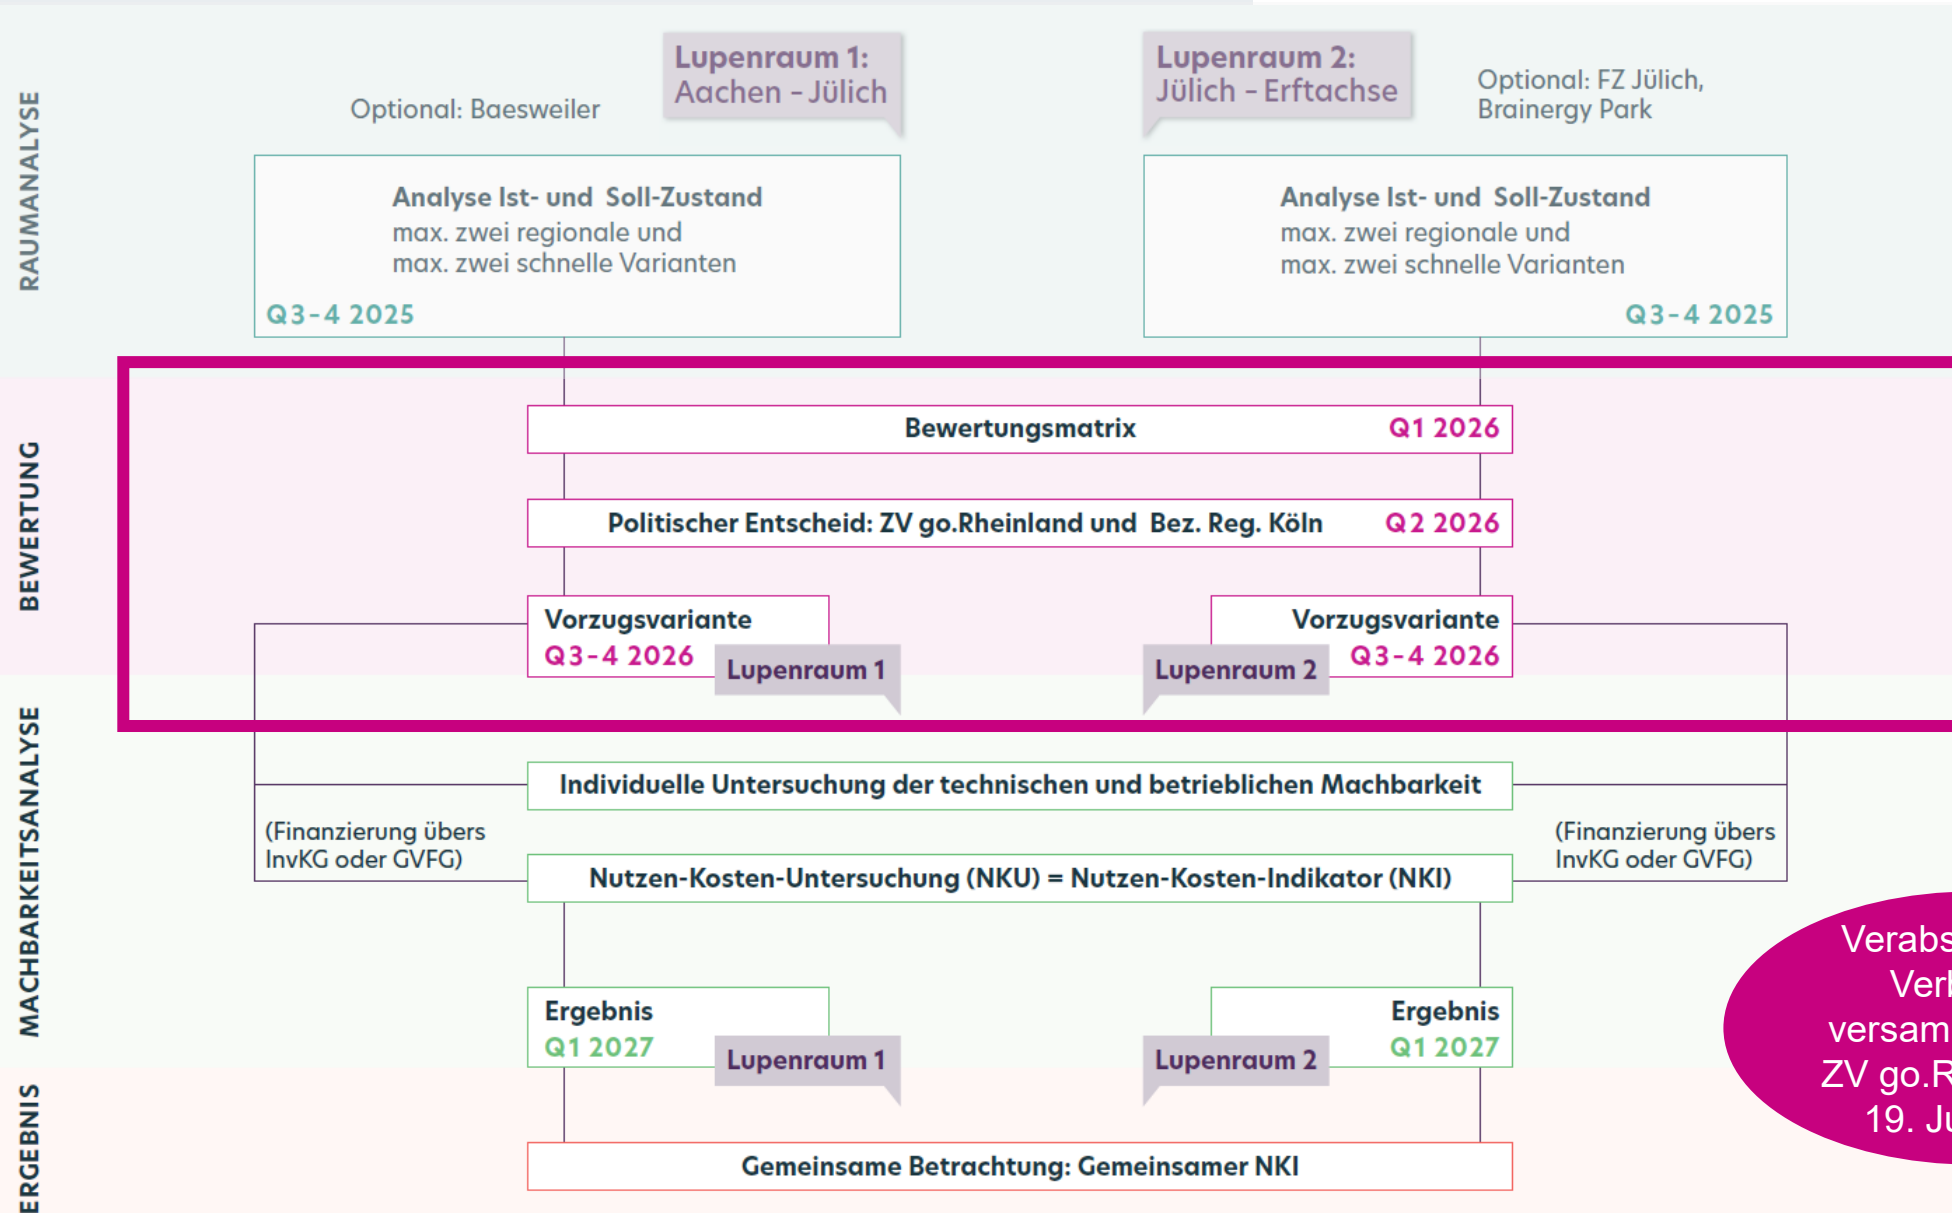 RAUMANALYSE
Optional: Baesweiler
Lupenraum 1:
Aachen – Jülich
Lupenraum 2:
Jülich – Erftachse
Optional: FZ Jülich,
Brainergy Park
Analyse Ist- und Soll-Zustand
max. zwei regionale und
max. zwei schnelle Varianten
Q3–4 2025
Analyse Ist- und Soll-Zustand
max. zwei regionale und
max. zwei schnelle Varianten
Q3–4 2025
BEWERTUNG
Bewertungsmatrix Q1 2026
Politischer Entscheid: ZV go.Rheinland und Bez. Reg. Köln Q2 2026
Vorzugsvariante
Q3–4 2026
Lupenraum 1
Vorzugsvariante
Q3–4 2026
Lupenraum 2
MACHBARKEITSANALYSE
Individuelle Untersuchung der technischen und betrieblichen Machbarkeit
(Finanzierung übers
InvKG oder GVFG)
(Finanzierung übers
InvKG oder GVFG)
Nutzen-Kosten-Untersuchung (NKU) = Nutzen-Kosten-Indikator (NKI)
Ergebnis
Q1 2027
Lupenraum 1
Ergebnis
Q1 2027
Lupenraum 2
ERGEBNIS
Gemeinsame Betrachtung: Gemeinsamer NKI
ZV
19.